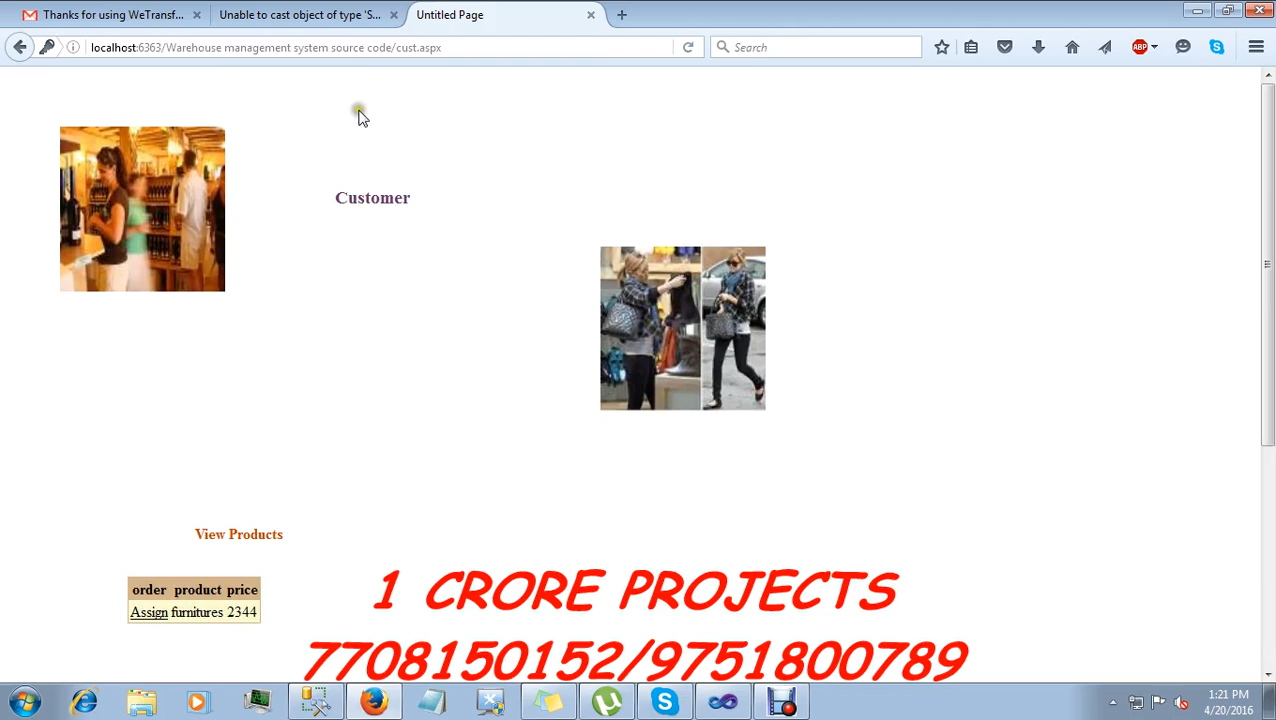 Thanks for using WeTransf...
Unable to cast object of type 'S...
Untitled Page
localhost:6363/Warehouse management system source code/cust.aspx
Search
ABP
Customer
View Products
order product price
Assign furnitures 2344
1 CRORE PROJECTS
7708150152/9751800789
1:21 PM
4/20/2016